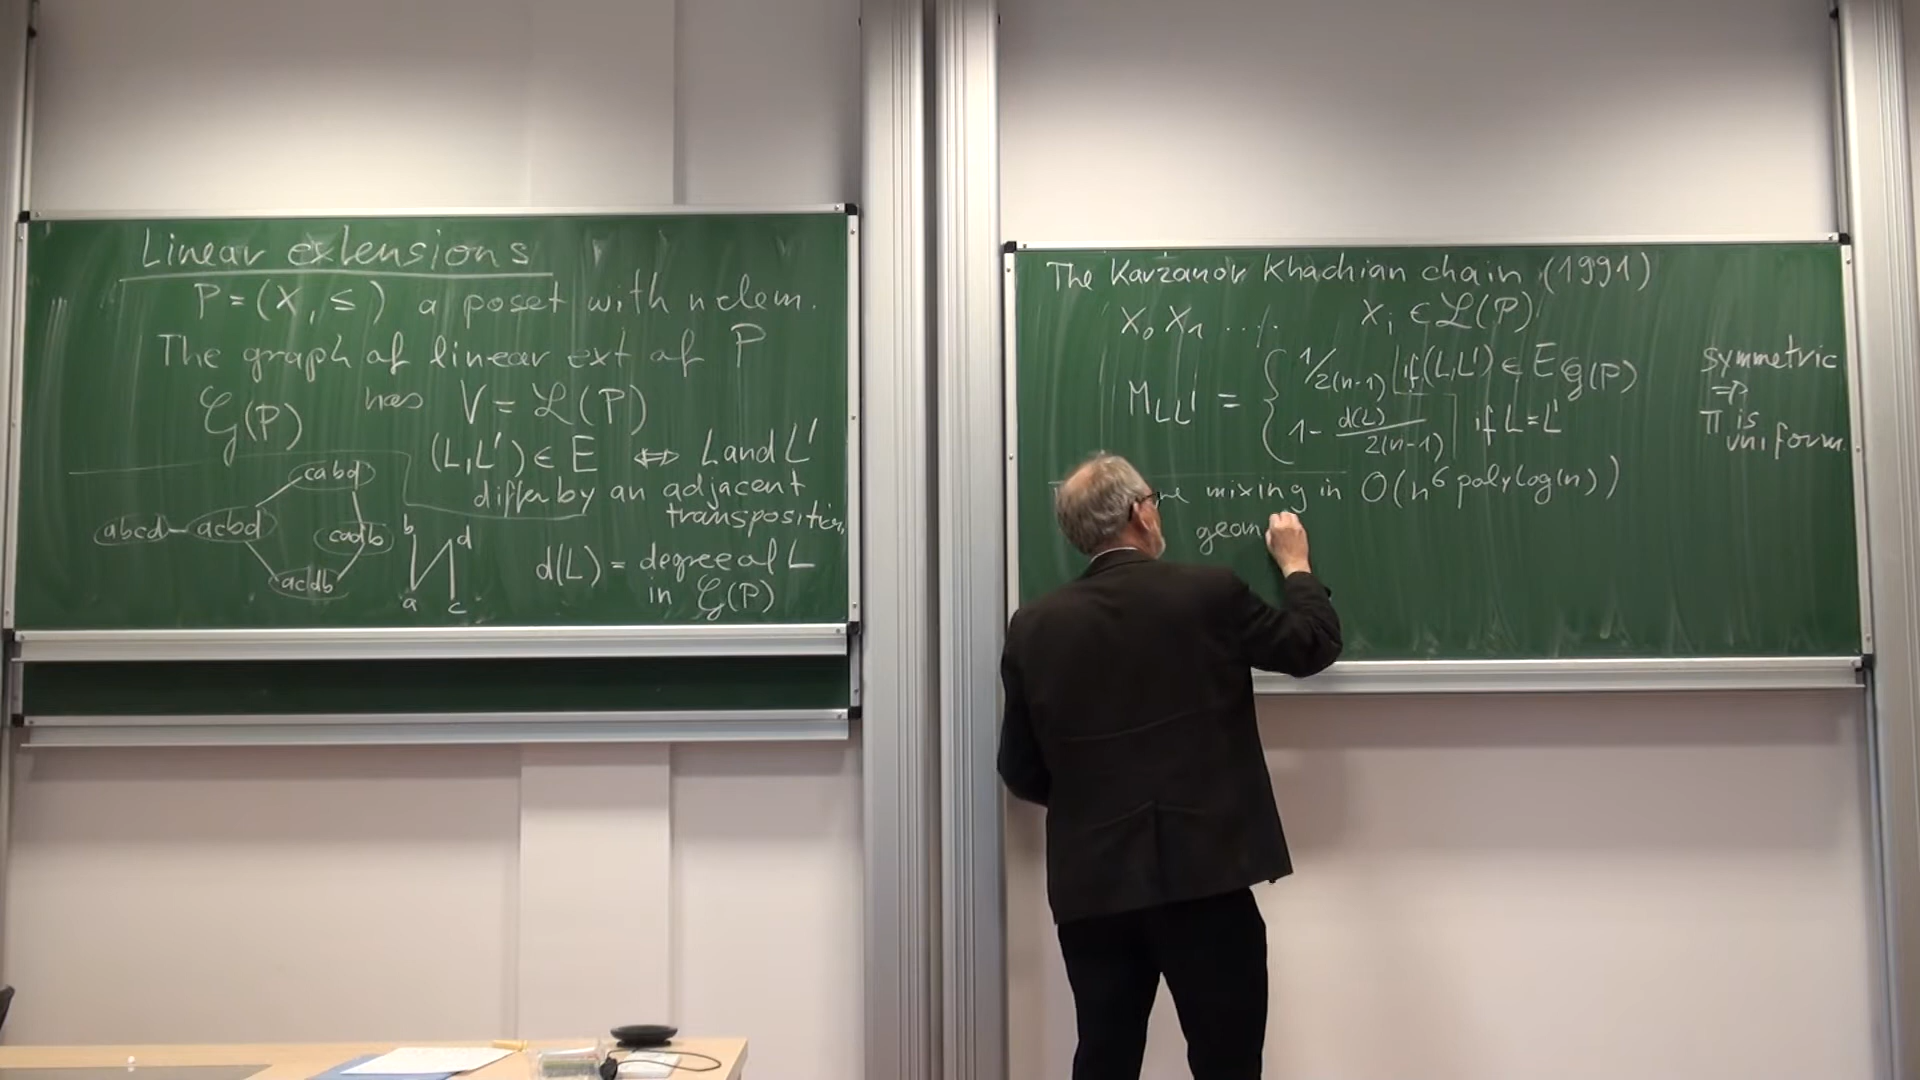 Linear extensions
P = (X, ≤) a poset with n elem.
The graph of linear ext of P
G(P) has V = L(P)
(L, L') ∈ E ⇔ L and L'
differ by an adjacent
transposition
d(L) = degree of L
in G(P)
cabd
abcd – acbd
cadb
acdb
b d
a c
The Karzanov Khachian chain (1991)
X₀ X₁ .... Xᵢ ∈ L(P)
M_LL' = { 1/2(n-1) if (L, L') ∈ E_G(P)
1 - d(L)/2(n-1) if L = L'
symmetric
⇒
π is
uniform.
mixing in O(n⁶ polylog(n))
geom